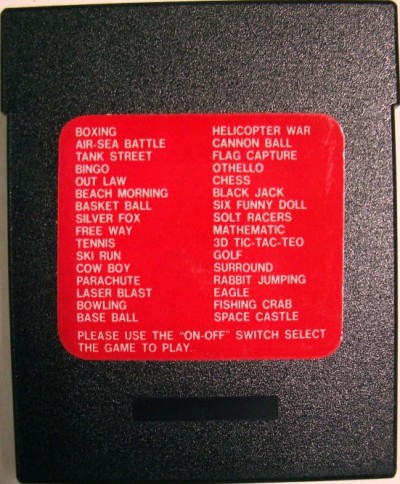 BOXING
AIR-SEA BATTLE
TANK STREET
BINGO
OUT LAW
BEACH MORNING
BASKET BALL
SILVER FOX
FREE WAY
TENNIS
SKI RUN
COW BOY
PARACHUTE
LASER BLAST
BOWLING
BASE BALL
HELICOPTER WAR
CANNON BALL
FLAG CAPTURE
OTHELLO
CHESS
BLACK JACK
SIX FUNNY DOLL
SOLT RACERS
MATHEMATIC
3D TIC-TAC-TEO
GOLF
SURROUND
RABBIT JUMPING
EAGLE
FISHING CRAB
SPACE CASTLE
PLEASE USE THE "ON-OFF" SWITCH SELECT
THE GAME TO PLAY.